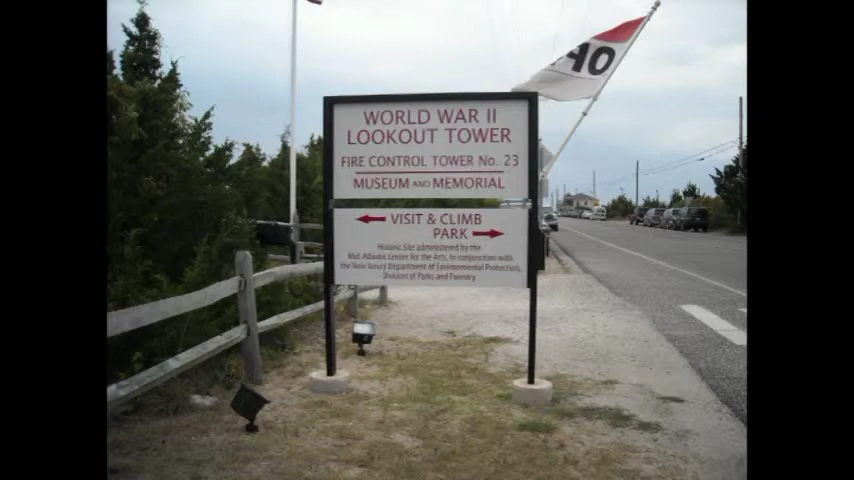 WORLD WAR II
LOOKOUT TOWER
FIRE CONTROL TOWER No. 23
MUSEUM AND MEMORIAL
VISIT & CLIMB
PARK
Historic Site administered by the
Mid-Atlantic Center for the Arts, in conjunction with
the New Jersey Department of Environmental Protection,
Division of Parks and Forestry